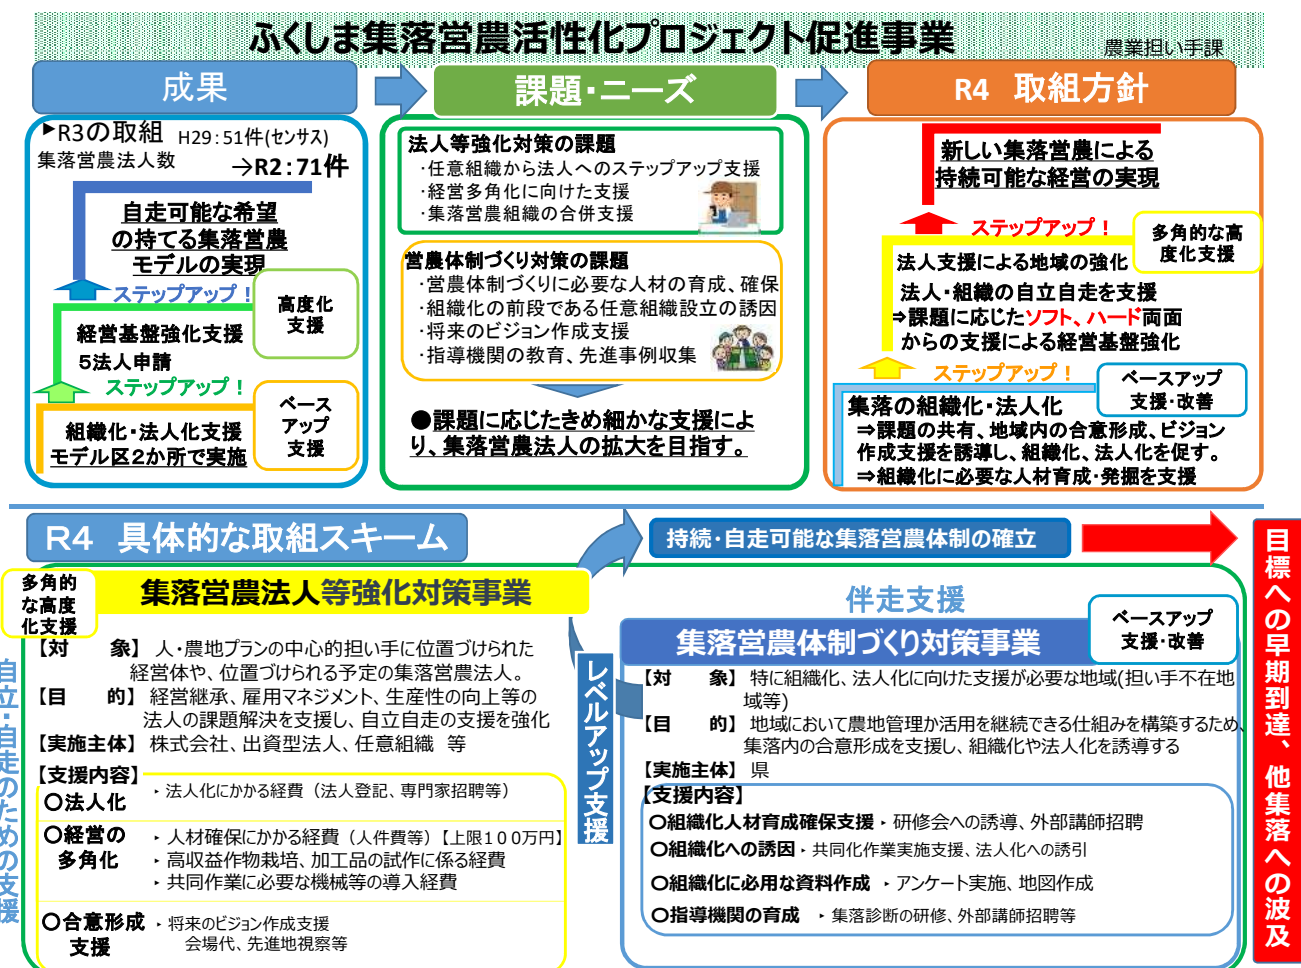 ふくしま集落営農活性化プロジェクト促進事業
農業担い手課
成果
▶R3の取組 H29:51件(センサス)
集落営農法人数 →R2:71件
自走可能な希望
の持てる集落営農
モデルの実現
ステップアップ！
高度化
支援
経営基盤強化支援
5法人申請
ステップアップ！
ベース
アップ
支援
組織化・法人化支援
モデル区2か所で実施
課題・ニーズ
法人等強化対策の課題
・任意組織から法人へのステップアップ支援
・経営多角化に向けた支援
・集落営農組織の合併支援
営農体制づくり対策の課題
・営農体制づくりに必要な人材の育成、確保
・組織化の前段である任意組織設立の誘因
・将来のビジョン作成支援
・指導機関の教育、先進事例収集
●課題に応じたきめ細かな支援によ
り、集落営農法人の拡大を目指す。
R4 取組方針
新しい集落営農による
持続可能な経営の実現
ステップアップ！
多角的な高
度化支援
法人支援による地域の強化
法人・組織の自立自走を支援
⇒課題に応じたソフト、ハード両面
からの支援による経営基盤強化
ステップアップ！
ベースアップ
支援・改善
集落の組織化・法人化
⇒課題の共有、地域内の合意形成、ビジョン
作成支援を誘導し、組織化、法人化を促す。
⇒組織化に必要な人材育成・発掘を支援
R4 具体的な取組スキーム
持続・自走可能な集落営農体制の確立
目標への早期到達、他集落への波及
多角的
な高度
化支援
集落営農法人等強化対策事業
自立・自走のための支援
【対 象】 人・農地プランの中心的担い手に位置づけられた
経営体や、位置づけられる予定の集落営農法人。
【目 的】 経営継承、雇用マネジメント、生産性の向上等の
法人の課題解決を支援し、自立自走の支援を強化
【実施主体】 株式会社、出資型法人、任意組織 等
【支援内容】
〇法人化 ・法人化にかかる経費（法人登記、専門家招聘等）
〇経営の
多角化
・人材確保にかかる経費（人件費等）【上限１００万円】
・高収益作物栽培、加工品の試作に係る経費
・共同作業に必要な機械等の導入経費
〇合意形成
支援
・将来のビジョン作成支援
会場代、先進地視察等
レベルアップ支援
伴走支援
集落営農体制づくり対策事業
ベースアップ
支援・改善
【対 象】 特に組織化、法人化に向けた支援が必要な地域(担い手不在地
域等)
【目 的】 地域において農地管理か活用を継続できる仕組みを構築するため、
集落内の合意形成を支援し、組織化や法人化を誘導する
【実施主体】 県
【支援内容】
〇組織化人材育成確保支援・研修会への誘導、外部講師招聘
〇組織化への誘因・共同化作業実施支援、法人化への誘引
〇組織化に必用な資料作成 ・アンケート実施、地図作成
〇指導機関の育成 ・集落診断の研修、外部講師招聘等